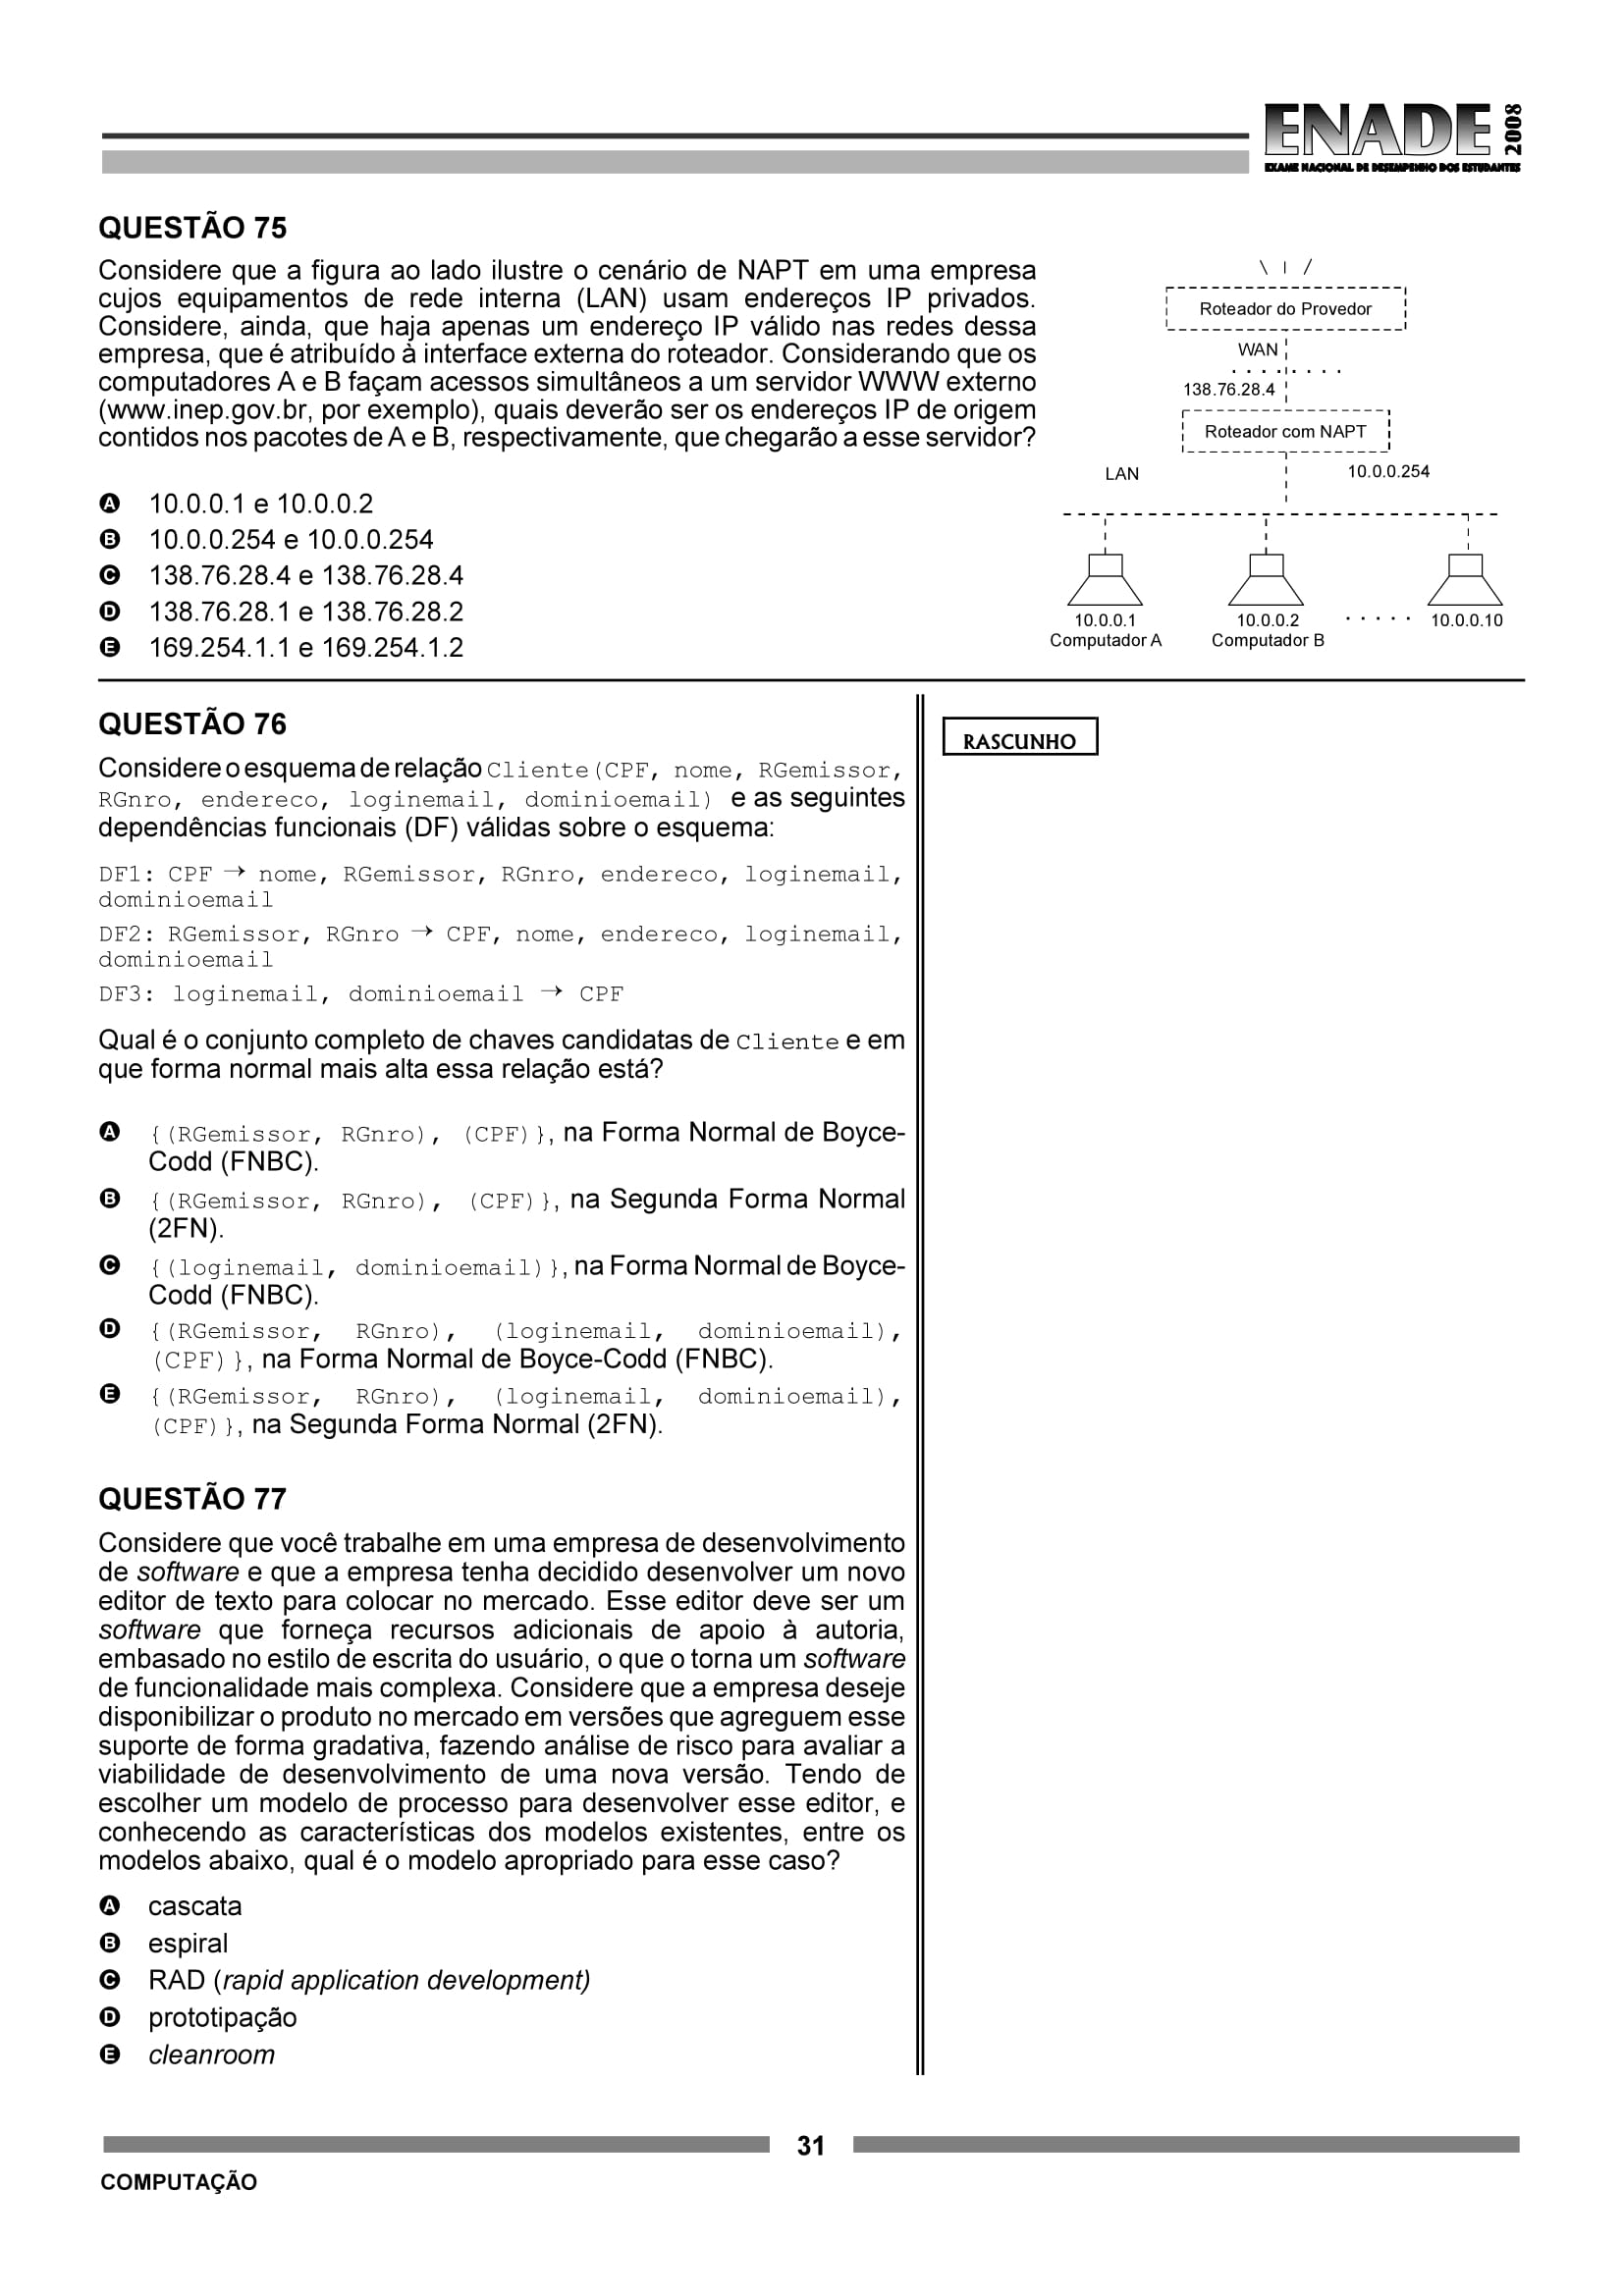 ENADE 2008
EXAME NACIONAL DE DESEMPENHO DOS ESTUDANTES
QUESTÃO 75
Considere que a figura ao lado ilustre o cenário de NAPT em uma empresa
cujos equipamentos de rede interna (LAN) usam endereços IP privados.
Considere, ainda, que haja apenas um endereço IP válido nas redes dessa
empresa, que é atribuído à interface externa do roteador. Considerando que os
computadores A e B façam acessos simultâneos a um servidor WWW externo
(www.inep.gov.br, por exemplo), quais deverão ser os endereços IP de origem
contidos nos pacotes de A e B, respectivamente, que chegarão a esse servidor?
A 10.0.0.1 e 10.0.0.2
B 10.0.0.254 e 10.0.0.254
C 138.76.28.4 e 138.76.28.4
D 138.76.28.1 e 138.76.28.2
E 169.254.1.1 e 169.254.1.2
Roteador do Provedor
WAN
138.76.28.4
Roteador com NAPT
LAN
10.0.0.254
10.0.0.1
Computador A
10.0.0.2
Computador B
10.0.0.10
QUESTÃO 76
Considere o esquema de relação Cliente(CPF, nome, RGemissor,
RGnro, endereco, loginemail, dominioemail) e as seguintes
dependências funcionais (DF) válidas sobre o esquema:
DF1: CPF → nome, RGemissor, RGnro, endereco, loginemail,
dominioemail
DF2: RGemissor, RGnro → CPF, nome, endereco, loginemail,
dominioemail
DF3: loginemail, dominioemail → CPF
Qual é o conjunto completo de chaves candidatas de Cliente e em
que forma normal mais alta essa relação está?
A {(RGemissor, RGnro), (CPF)}, na Forma Normal de Boyce-
Codd (FNBC).
B {(RGemissor, RGnro), (CPF)}, na Segunda Forma Normal
(2FN).
C {(loginemail, dominioemail)}, na Forma Normal de Boyce-
Codd (FNBC).
D {(RGemissor, RGnro), (loginemail, dominioemail),
(CPF)}, na Forma Normal de Boyce-Codd (FNBC).
E {(RGemissor, RGnro), (loginemail, dominioemail),
(CPF)}, na Segunda Forma Normal (2FN).
QUESTÃO 77
Considere que você trabalhe em uma empresa de desenvolvimento
de software e que a empresa tenha decidido desenvolver um novo
editor de texto para colocar no mercado. Esse editor deve ser um
software que forneça recursos adicionais de apoio à autoria,
embasado no estilo de escrita do usuário, o que o torna um software
de funcionalidade mais complexa. Considere que a empresa deseje
disponibilizar o produto no mercado em versões que agreguem esse
suporte de forma gradativa, fazendo análise de risco para avaliar a
viabilidade de desenvolvimento de uma nova versão. Tendo de
escolher um modelo de processo para desenvolver esse editor, e
conhecendo as características dos modelos existentes, entre os
modelos abaixo, qual é o modelo apropriado para esse caso?
A cascata
B espiral
C RAD (rapid application development)
D prototipação
E cleanroom
RASCUNHO
31
COMPUTAÇÃO